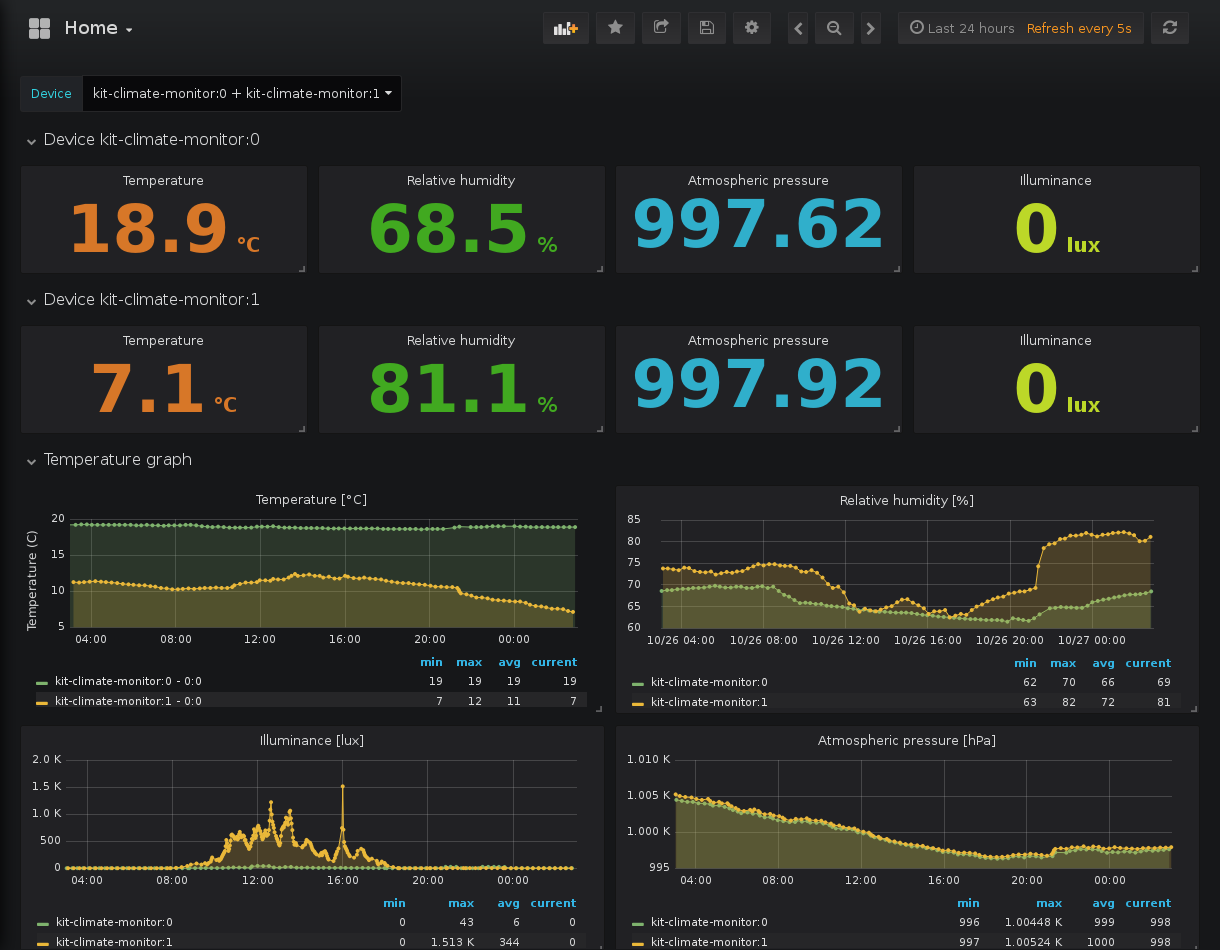 Home
Last 24 hours Refresh every 5s
Device kit-climate-monitor:0 + kit-climate-monitor:1
Device kit-climate-monitor:0
Temperature Relative humidity Atmospheric pressure Illuminance
18.9 °C 68.5 % 997.62 0 lux
Device kit-climate-monitor:1
Temperature Relative humidity Atmospheric pressure Illuminance
7.1 °C 81.1 % 997.92 0 lux
Temperature graph
Temperature [°C]
Temperature (C)
20
15
10
5
04:00 08:00 12:00 16:00 20:00 00:00
min max avg current
kit-climate-monitor:0 - 0:0 19 19 19 19
kit-climate-monitor:1 - 0:0 7 12 11 7
Relative humidity [%]
85
80
75
70
65
60
10/26 04:00 10/26 08:00 10/26 12:00 10/26 16:00 10/26 20:00 10/27 00:00
min max avg current
kit-climate-monitor:0 62 70 66 69
kit-climate-monitor:1 63 82 72 81
Illuminance [lux]
2.0 K
1.5 K
1.0 K
500
0
04:00 08:00 12:00 16:00 20:00 00:00
min max avg current
kit-climate-monitor:0 0 43 6 0
kit-climate-monitor:1 0 1.513 K 344 0
Atmospheric pressure [hPa]
1.010 K
1.005 K
1.000 K
995
04:00 08:00 12:00 16:00 20:00 00:00
min max avg current
kit-climate-monitor:0 996 1.00448 K 999 998
kit-climate-monitor:1 997 1.00524 K 1000 998